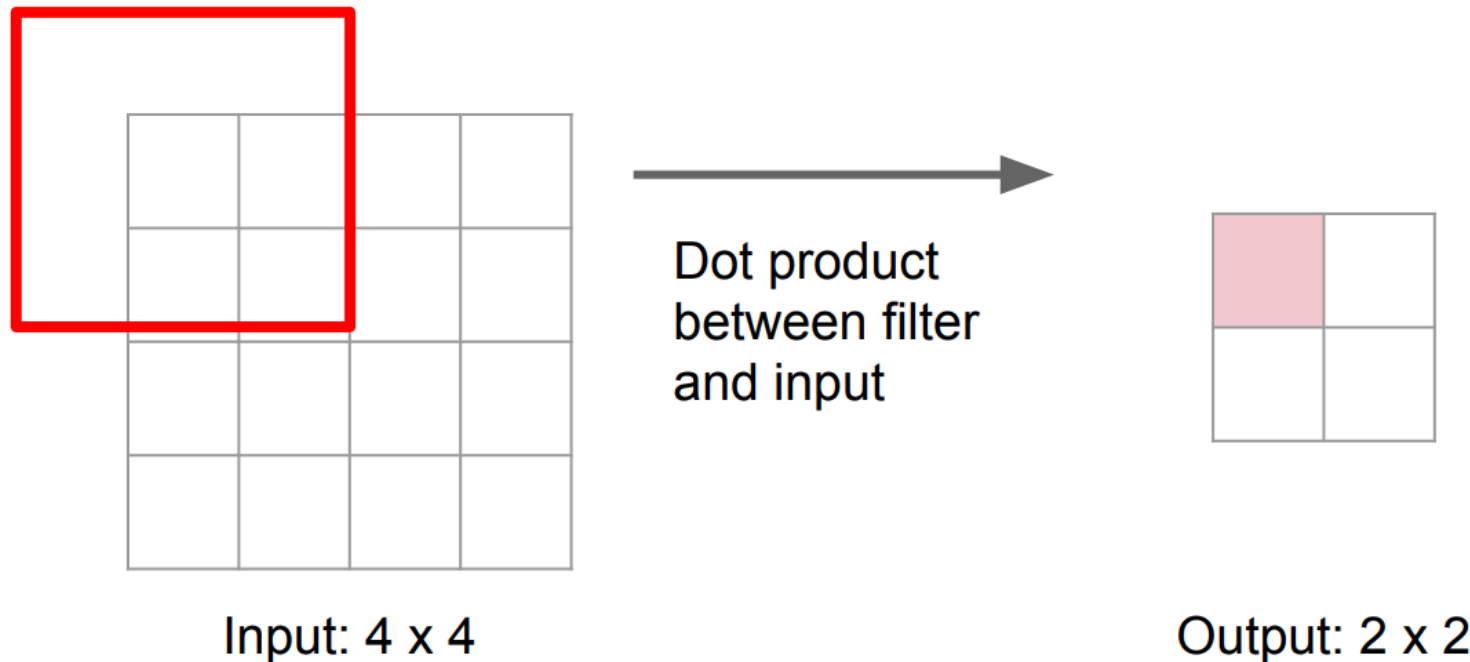 Dot product
between filter
and input
Input: 4 x 4
Output: 2 x 2